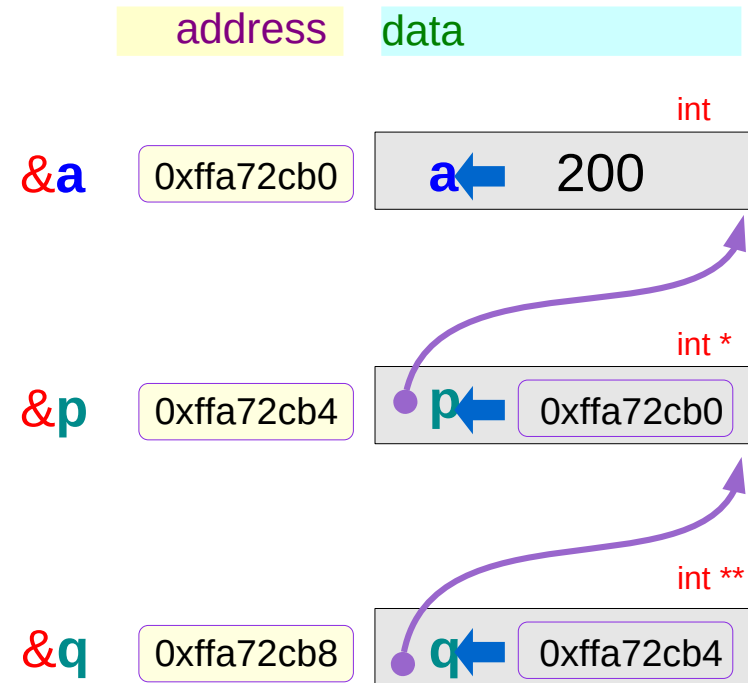 address data
int
&a 0xffa72cb0 a 200
int *
&p 0xffa72cb4 p 0xffa72cb0
int **
&q 0xffa72cb8 q 0xffa72cb4